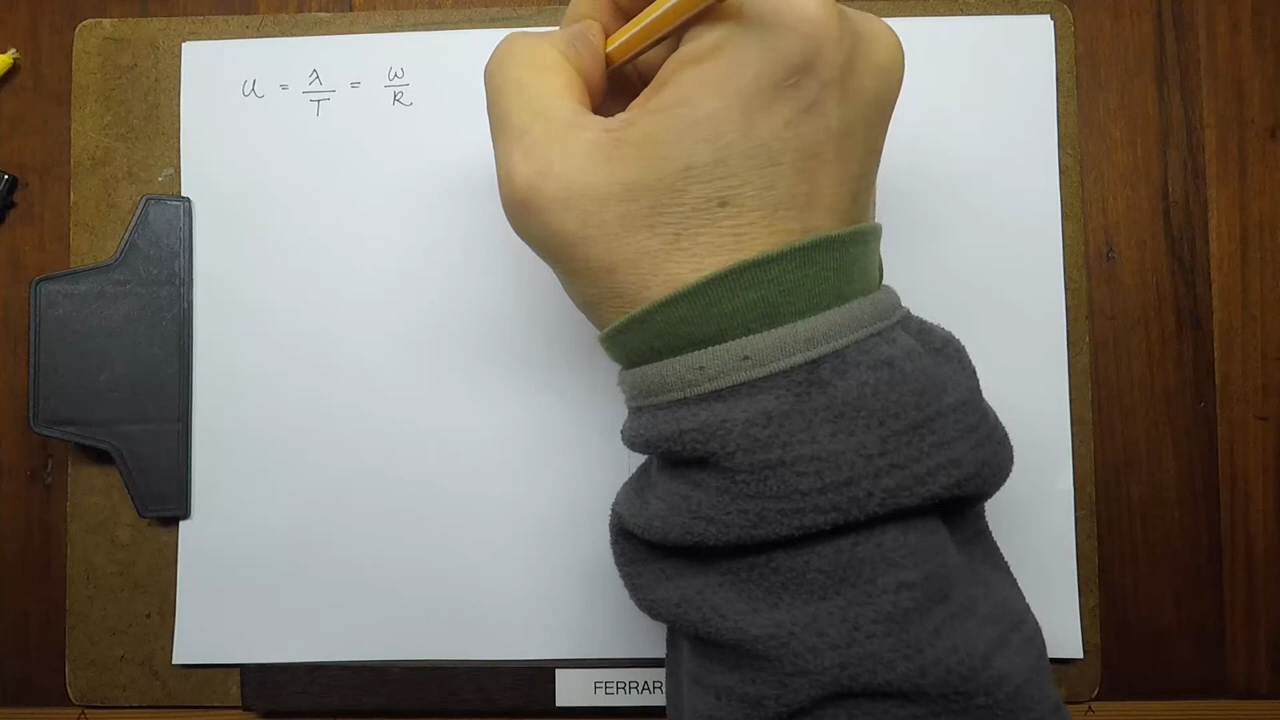 u = λ/T = ω/k
FERRAR